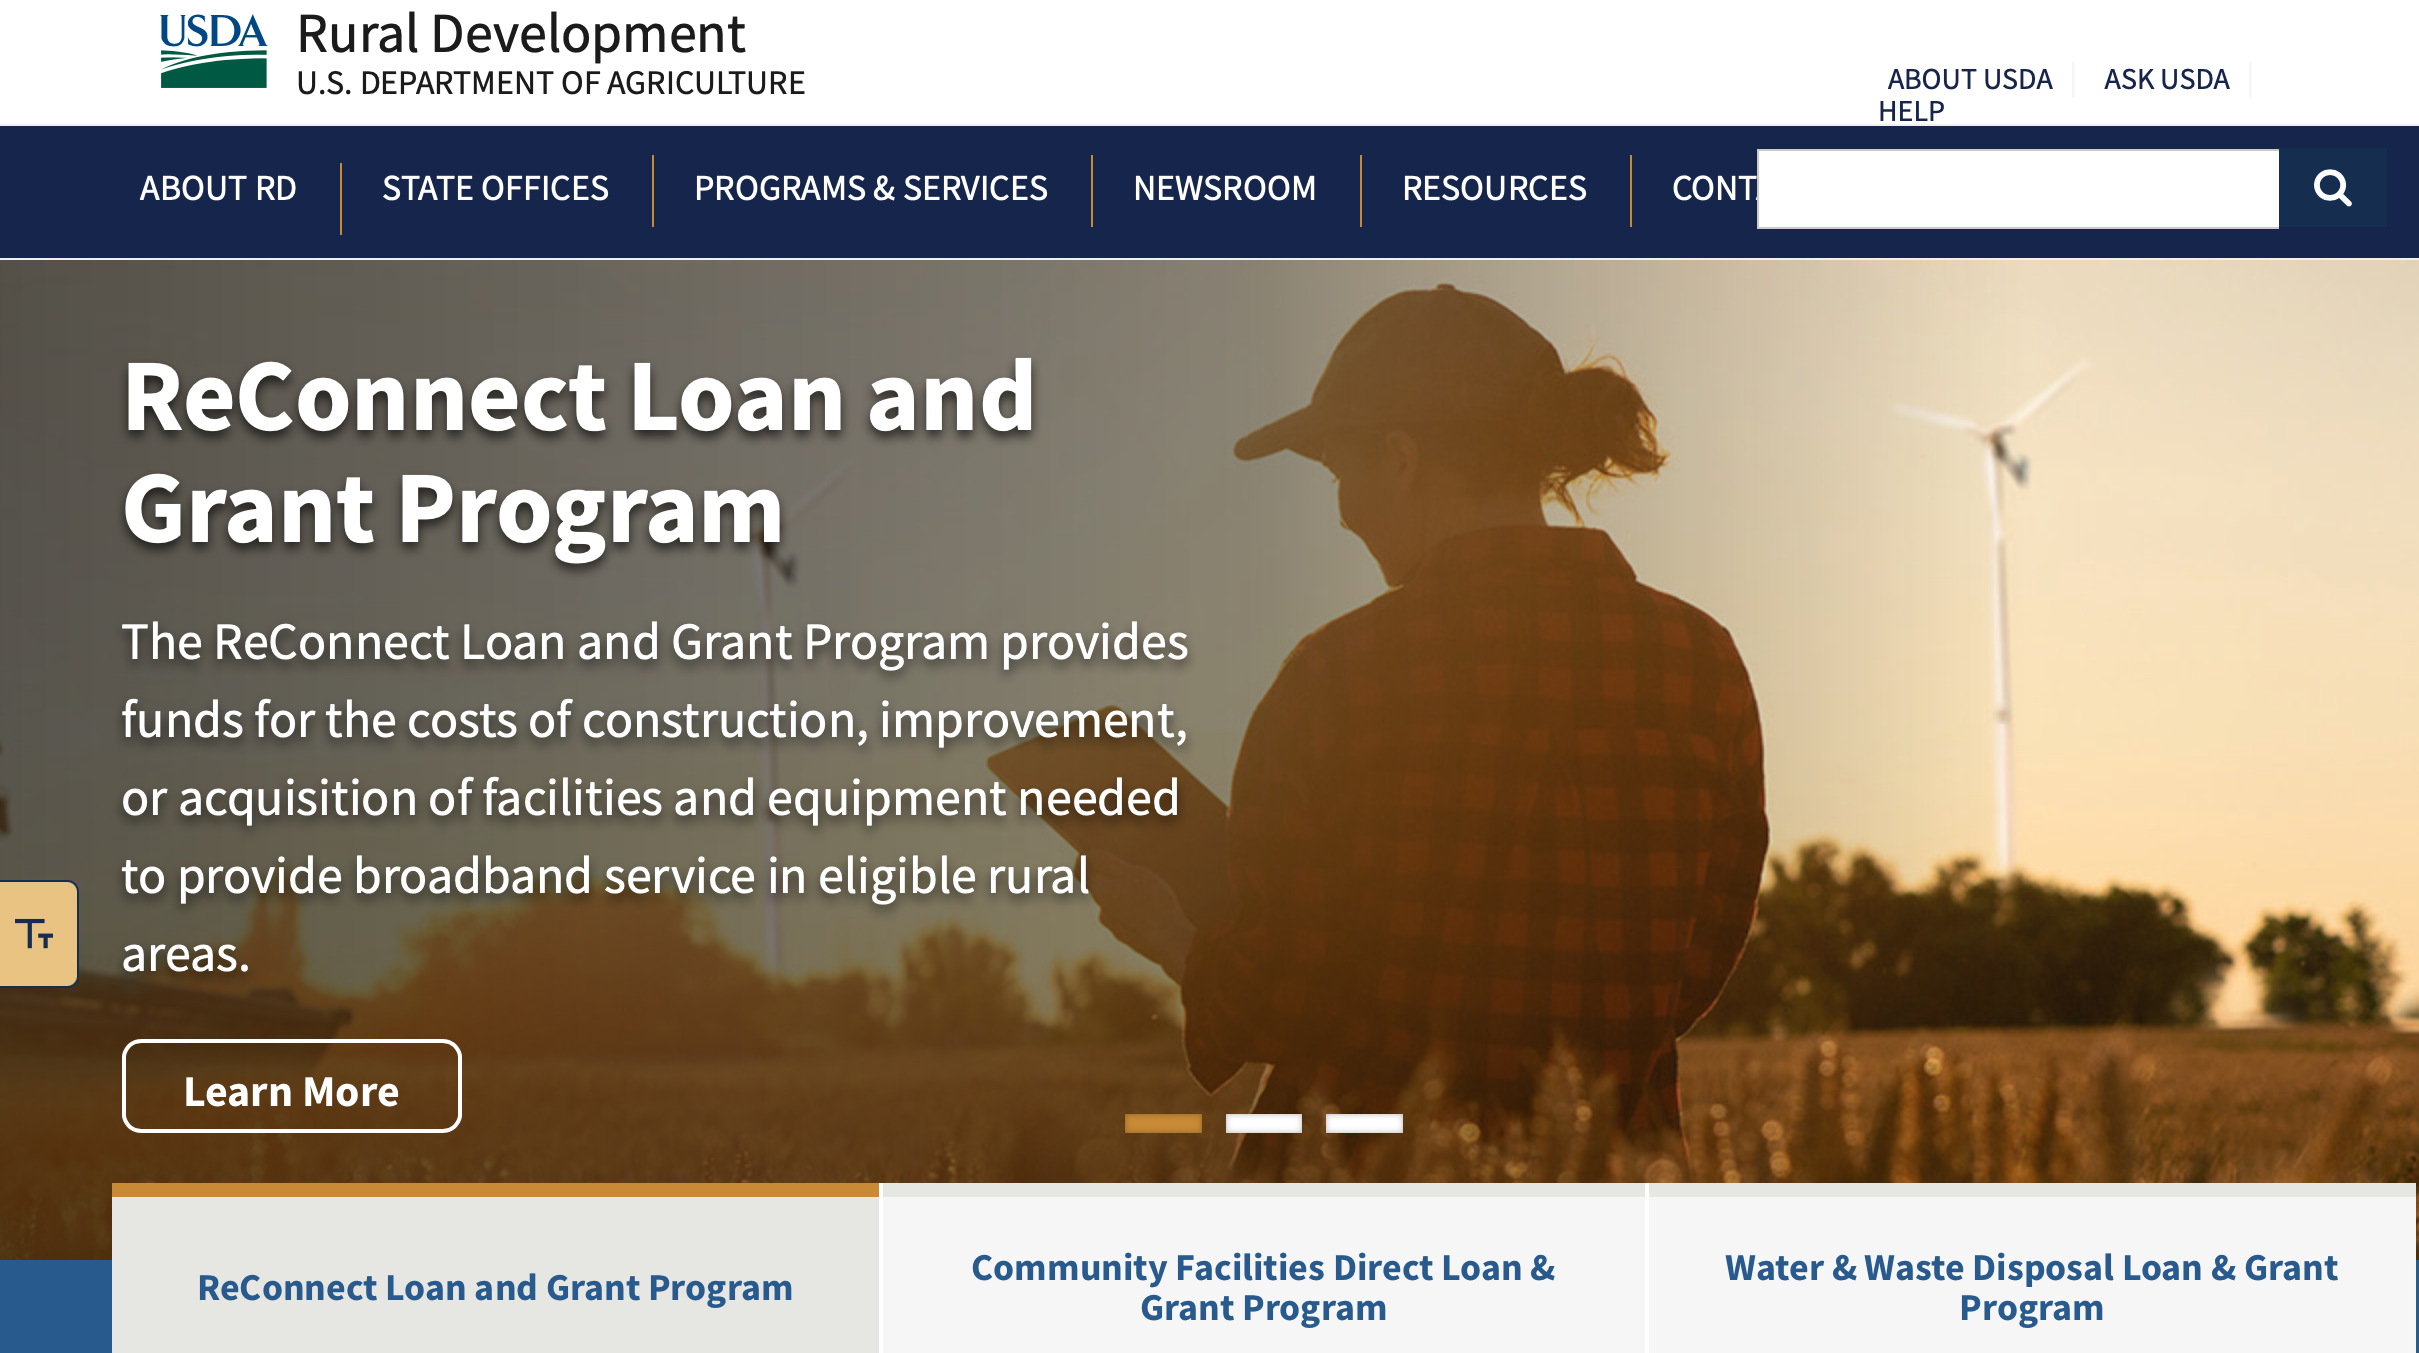 USDA
Rural Development
U.S. DEPARTMENT OF AGRICULTURE
ABOUT USDA
ASK USDA
HELP
ABOUT RD
STATE OFFICES
PROGRAMS & SERVICES
NEWSROOM
RESOURCES
ReConnect Loan and
Grant Program
The ReConnect Loan and Grant Program provides
funds for the costs of construction, improvement,
or acquisition of facilities and equipment needed
to provide broadband service in eligible rural
areas.
Tт
Learn More
ReConnect Loan and Grant Program
Community Facilities Direct Loan &
Grant Program
Water & Waste Disposal Loan & Grant
Program